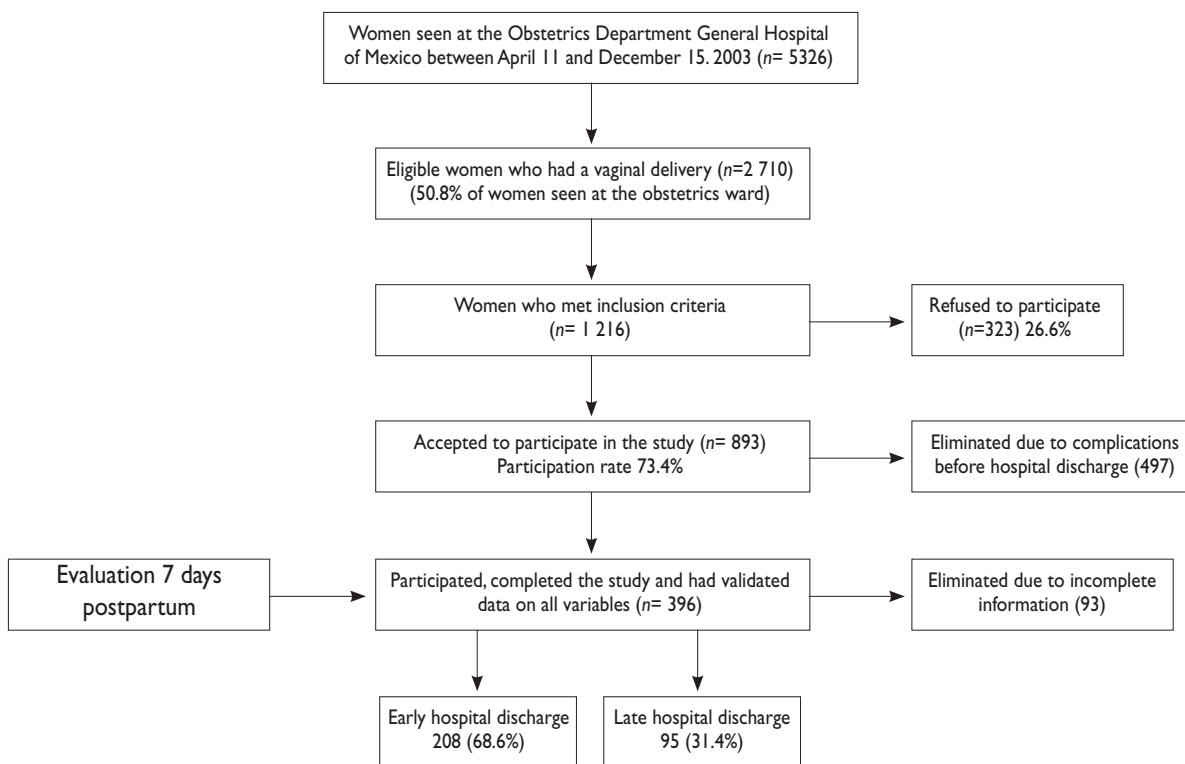 Women seen at the Obstetrics Department General Hospital
of Mexico between April 11 and December 15. 2003 (n= 5326)
Eligible women who had a vaginal delivery (n=2 710)
(50.8% of women seen at the obstetrics ward)
Women who met inclusion criteria
(n= 1 216)
Refused to participate
(n=323) 26.6%
Accepted to participate in the study (n= 893)
Participation rate 73.4%
Eliminated due to complications
before hospital discharge (497)
Evaluation 7 days
postpartum
Participated, completed the study and had validated
data on all variables (n= 396)
Eliminated due to incomplete
information (93)
Early hospital discharge
208 (68.6%)
Late hospital discharge
95 (31.4%)